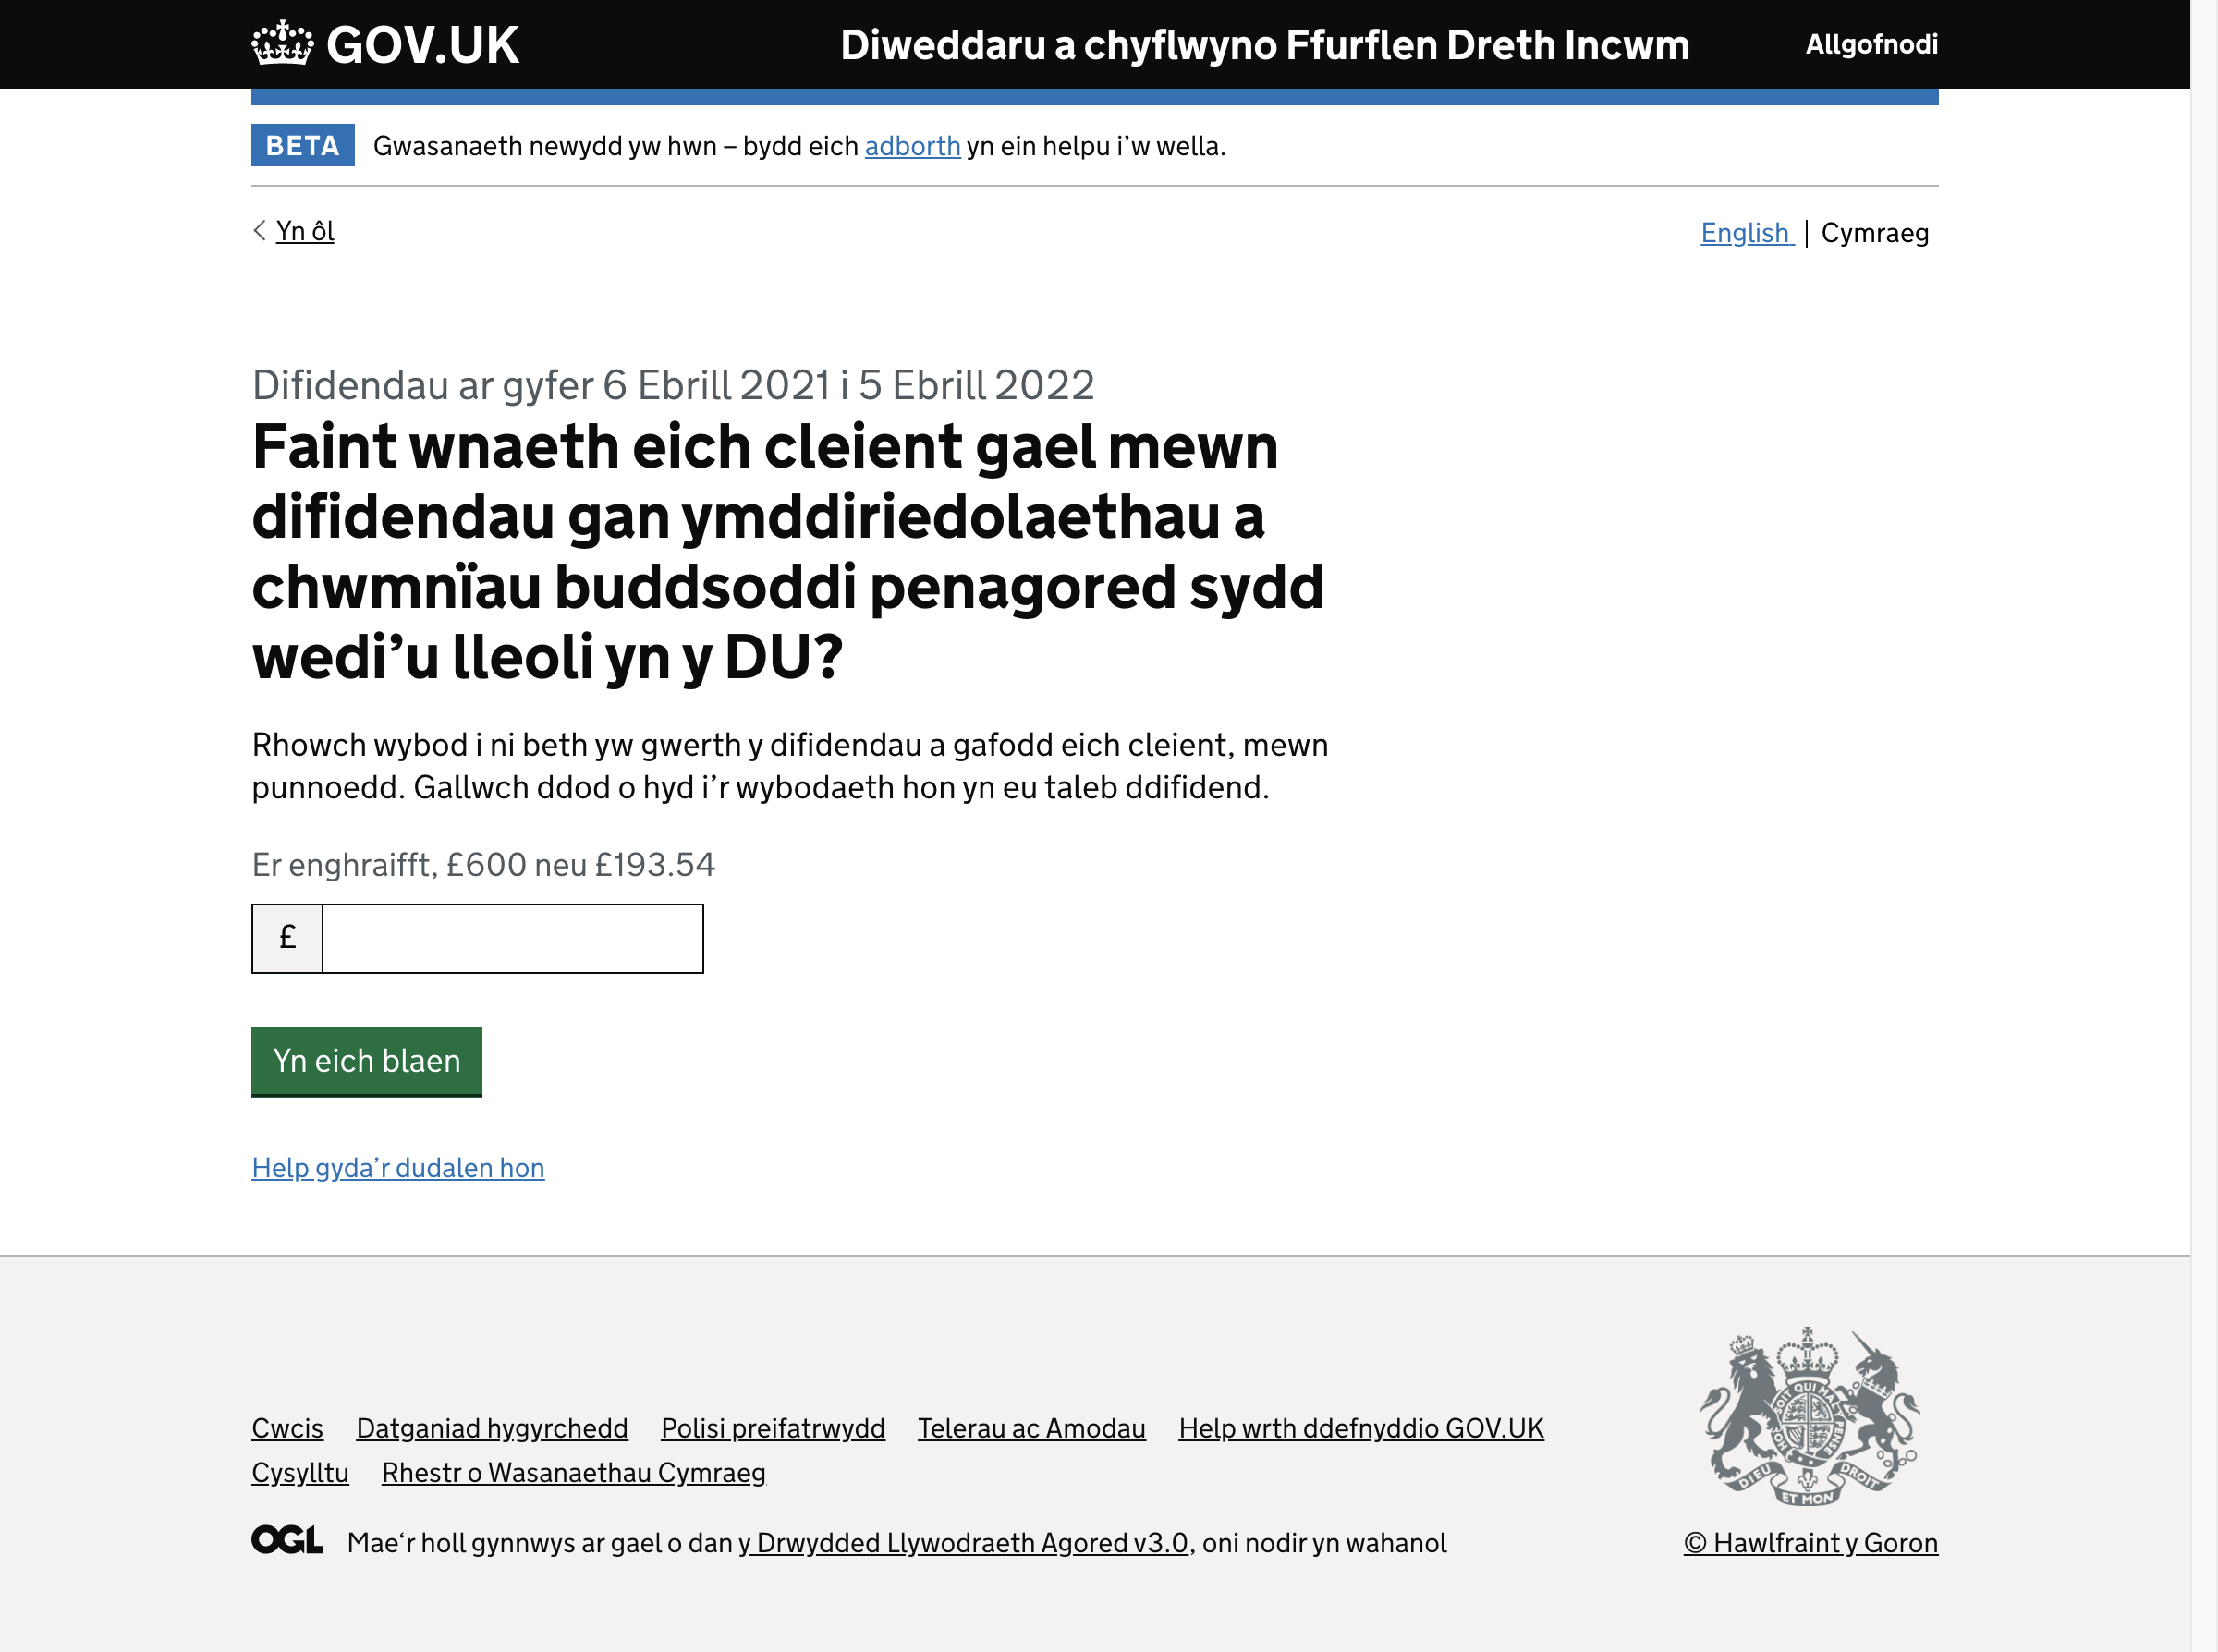 GOV.UK
Diweddaru a chyflwyno Ffurflen Dreth Incwm
Allgofnodi
BETA
Gwasanaeth newydd yw hwn – bydd eich adborth yn ein helpu i’w wella.
Yn ôl
English | Cymraeg
Difidendau ar gyfer 6 Ebrill 2021 i 5 Ebrill 2022
Faint wnaeth eich cleient gael mewn
difidendau gan ymddiriedolaethau a
chwmnïau buddsoddi penagored sydd
wedi’u lleoli yn y DU?
Rhowch wybod i ni beth yw gwerth y difidendau a gafodd eich cleient, mewn
punnoedd. Gallwch ddod o hyd i’r wybodaeth hon yn eu taleb ddifidend.
Er enghraifft, £600 neu £193.54
£
Yn eich blaen
Help gyda’r dudalen hon
Cwcis Datganiad hygyrchedd Polisi preifatrwydd Telerau ac Amodau Help wrth ddefnyddio GOV.UK
Cysylltu Rhestr o Wasanaethau Cymraeg
OGL Mae‘r holl gynnwys ar gael o dan y Drwydded Llywodraeth Agored v3.0, oni nodir yn wahanol
DIEU ET MON DROIT
© Hawlfraint y Goron